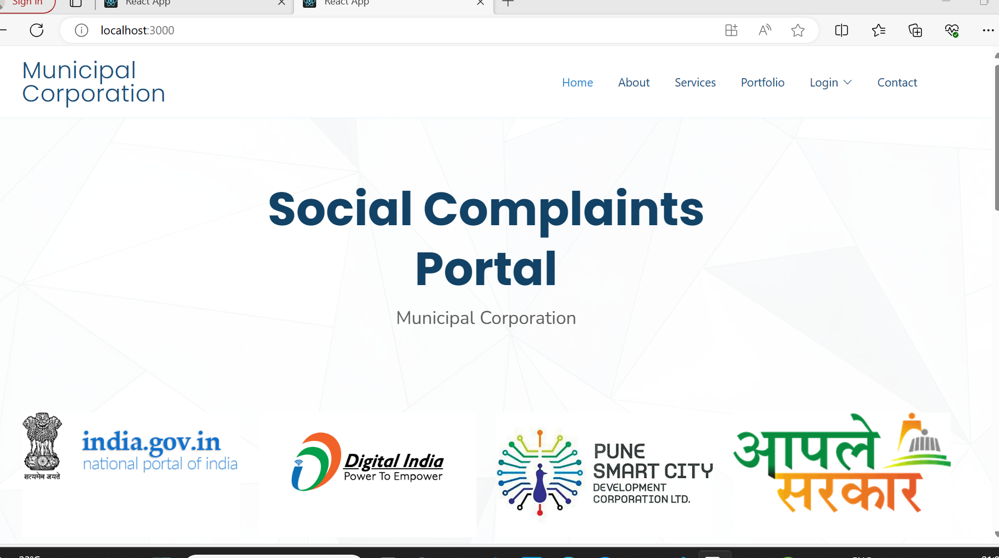 Sign in
React App
React App
localhost:3000
Municipal
Corporation
Home
About
Services
Portfolio
Login
Contact
Social Complaints
Portal
Municipal Corporation
सत्यमेव जयते
india.gov.in
national portal of india
Digital India
Power To Empower
PUNE
SMART CITY
DEVELOPMENT
CORPORATION LTD.
आपले
सरकार